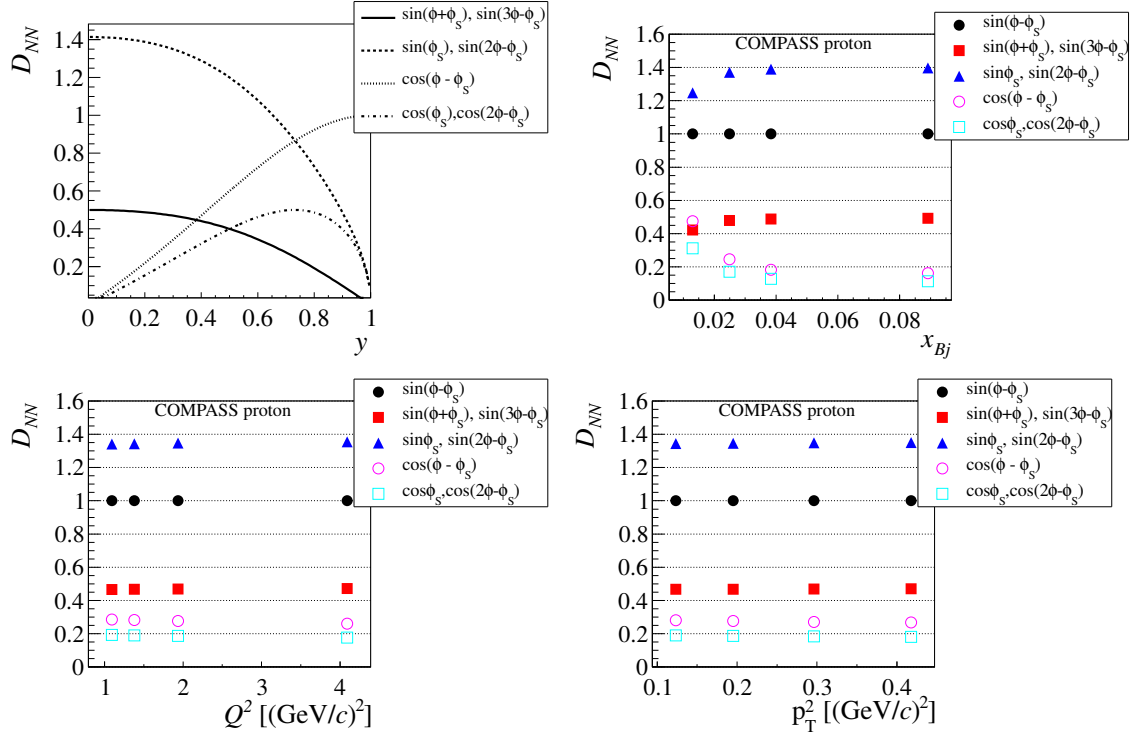 D_NN
1.4
1.2
1
0.8
0.6
0.4
0.2
0 0.2 0.4 0.6 0.8 1
y
sin(ϕ+ϕ_S), sin(3ϕ-ϕ_S)
sin(ϕ_S), sin(2ϕ-ϕ_S)
cos(ϕ - ϕ_S)
cos(ϕ_S),cos(2ϕ-ϕ_S)
D_NN
1.6
1.4
1.2
1
0.8
0.6
0.4
0.2
0
COMPASS proton
0.02 0.04 0.06 0.08
x_Bj
sin(ϕ-ϕ_S)
sin(ϕ+ϕ_S), sin(3ϕ-ϕ_S)
sinϕ_S, sin(2ϕ-ϕ_S)
cos(ϕ - ϕ_S)
cosϕ_S,cos(2ϕ-ϕ_S)
D_NN
1.6
1.4
1.2
1
0.8
0.6
0.4
0.2
0
COMPASS proton
1 2 3 4
Q² [(GeV/c)²]
sin(ϕ-ϕ_S)
sin(ϕ+ϕ_S), sin(3ϕ-ϕ_S)
sinϕ_S, sin(2ϕ-ϕ_S)
cos(ϕ - ϕ_S)
cosϕ_S,cos(2ϕ-ϕ_S)
D_NN
1.6
1.4
1.2
1
0.8
0.6
0.4
0.2
0
COMPASS proton
0.1 0.2 0.3 0.4
p_T² [(GeV/c)²]
sin(ϕ-ϕ_S)
sin(ϕ+ϕ_S), sin(3ϕ-ϕ_S)
sinϕ_S, sin(2ϕ-ϕ_S)
cos(ϕ - ϕ_S)
cosϕ_S,cos(2ϕ-ϕ_S)